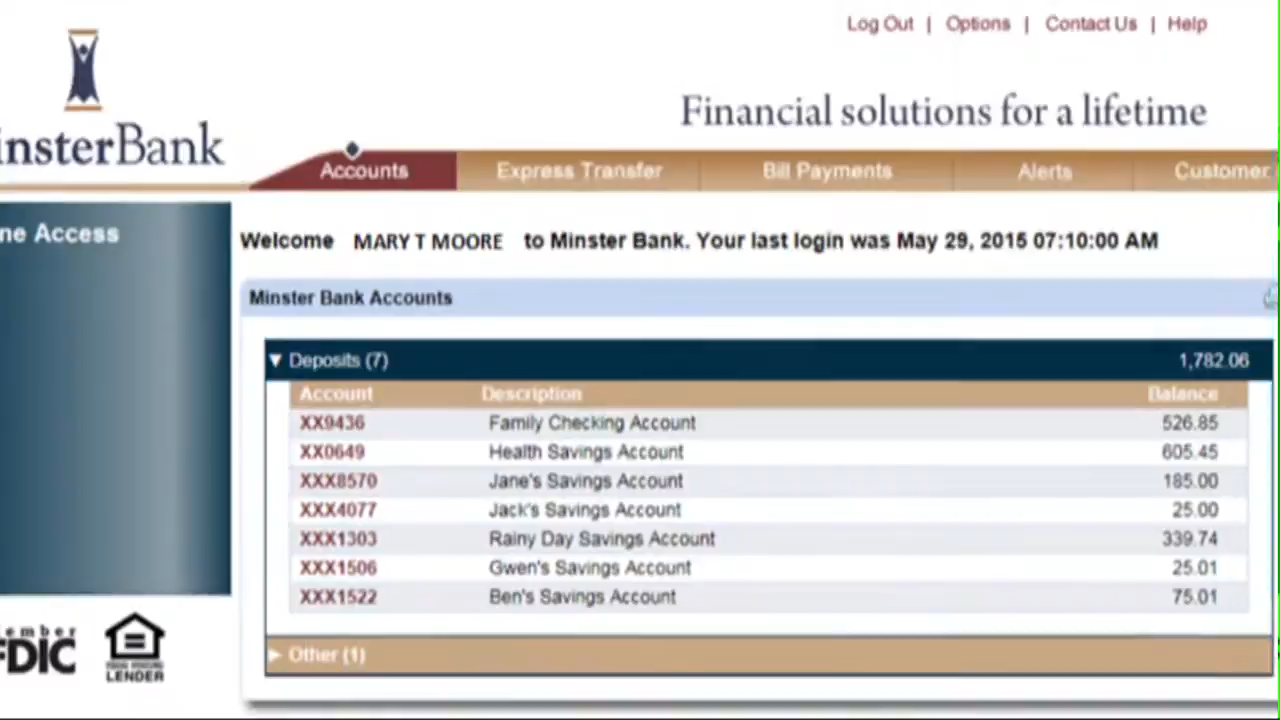 Log Out | Options | Contact Us | Help
Financial solutions for a lifetime
insterBank
Accounts Express Transfer Bill Payments Alerts Customer
ne Access
Welcome MARY T MOORE to Minster Bank. Your last login was May 29, 2015 07:10:00 AM
Minster Bank Accounts
▼ Deposits (7) 1,782.06
Account Description Balance
XX9436 Family Checking Account 526.85
XX0649 Health Savings Account 605.45
XXX8570 Jane's Savings Account 185.00
XXX4077 Jack's Savings Account 25.00
XXX1303 Rainy Day Savings Account 339.74
XXX1506 Gwen's Savings Account 25.01
XXX1522 Ben's Savings Account 75.01
► Other (1)
ember
FDIC
EQUAL HOUSING
LENDER